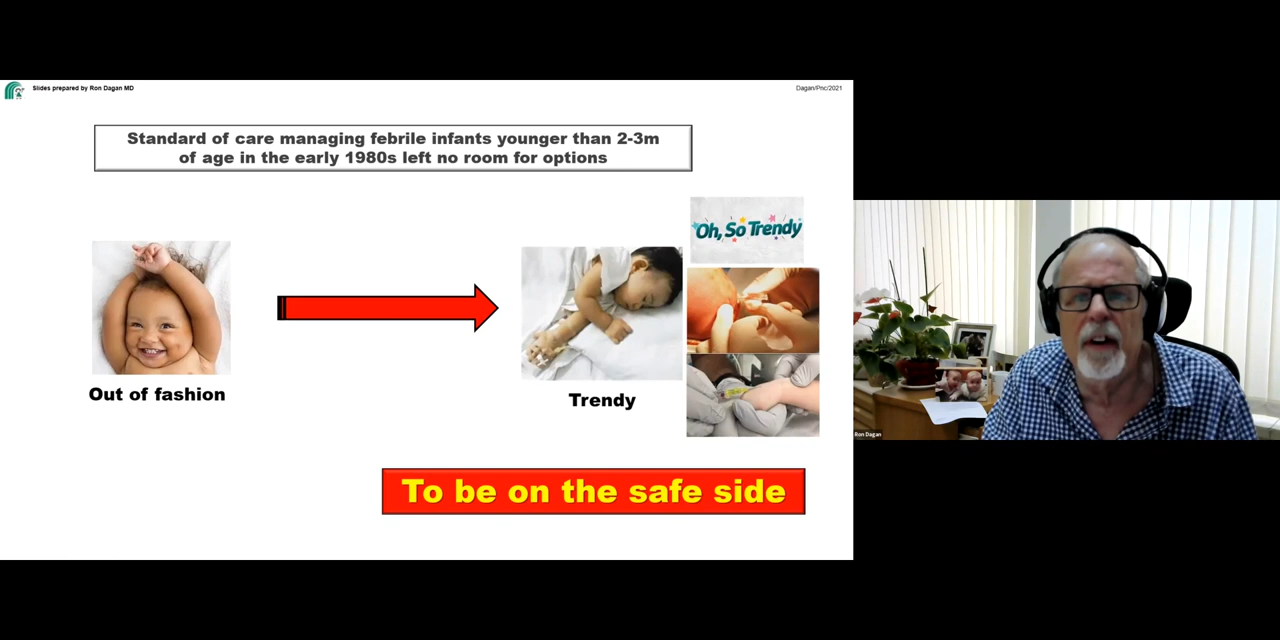 Slides prepared by Ron Dagan MD
Dagan/Pnc/2021
Standard of care managing febrile infants younger than 2-3m
of age in the early 1980s left no room for options
Oh, So Trendy
Out of fashion
Trendy
To be on the safe side
Ron Dagan